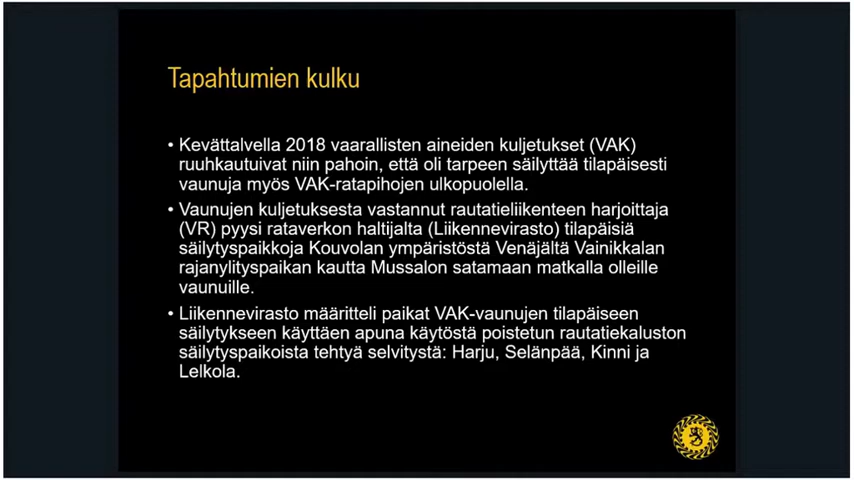 Tapahtumien kulku
• Kevättalvella 2018 vaarallisten aineiden kuljetukset (VAK)
ruuhkautuivat niin pahoin, että oli tarpeen säilyttää tilapäisesti
vaunuja myös VAK-ratapihojen ulkopuolella.
• Vaunujen kuljetuksesta vastannut rautatieliikenteen harjoittaja
(VR) pyysi rataverkon haltijalta (Liikennevirasto) tilapäisiä
säilytyspaikkoja Kouvolan ympäristöstä Venäjältä Vainikkalan
rajanylityspaikan kautta Mussalon satamaan matkalla olleille
vaunuille.
• Liikennevirasto määritteli paikat VAK-vaunujen tilapäiseen
säilytykseen käyttäen apuna käytöstä poistetun rautatiekaluston
säilytyspaikoista tehtyä selvitystä: Harju, Selänpää, Kinni ja
Lelkola.